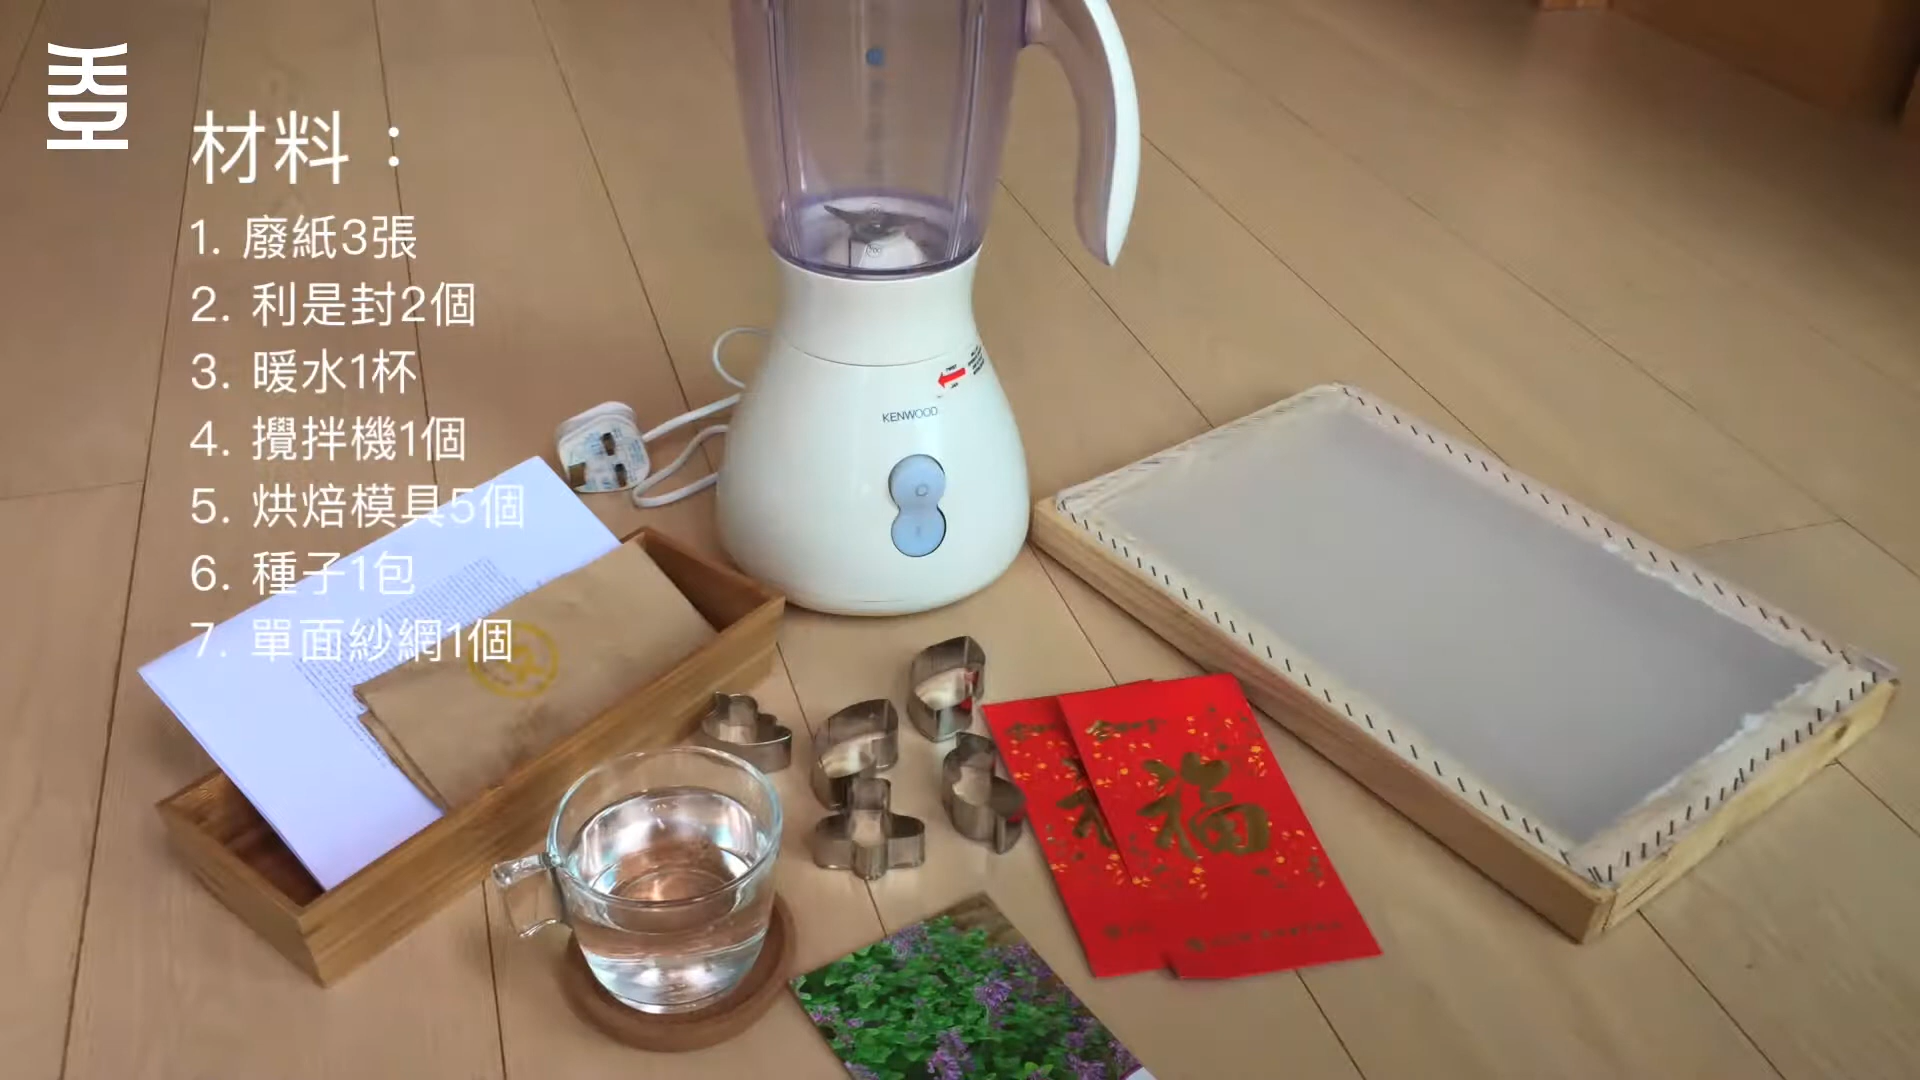 材料：
1. 廢紙3張
2. 利是封2個
3. 暖水1杯
4. 攪拌機1個
5. 烘焙模具5個
6. 種子1包
7. 單面紗網1個
KENWOOD
福